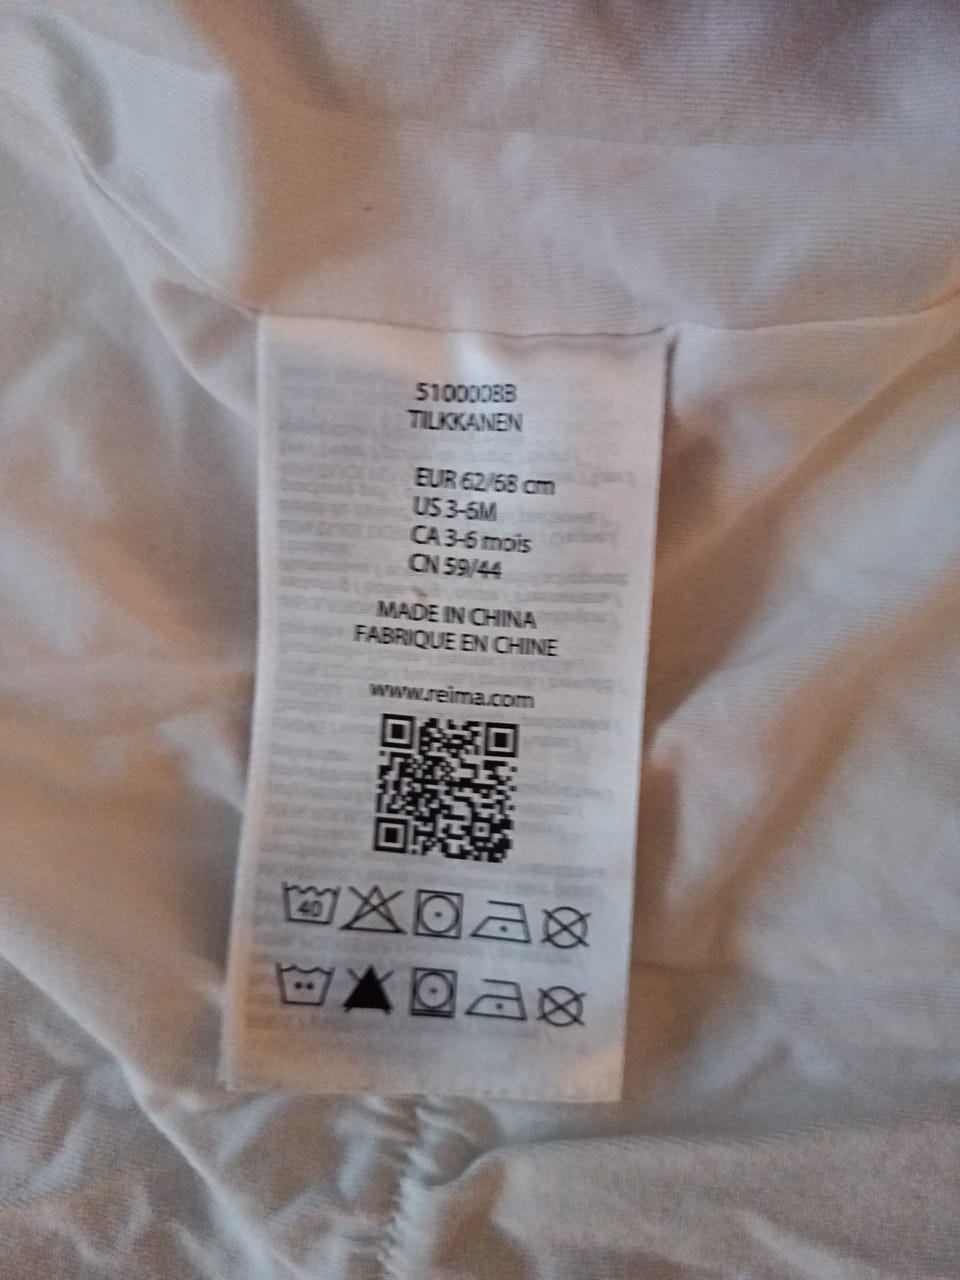 5100008B
TILKKANEN
EUR 62/68 cm
US 3-6M
CA 3-6 mois
CN 59/44
MADE IN CHINA
FABRIQUE EN CHINE
www.reima.com
40